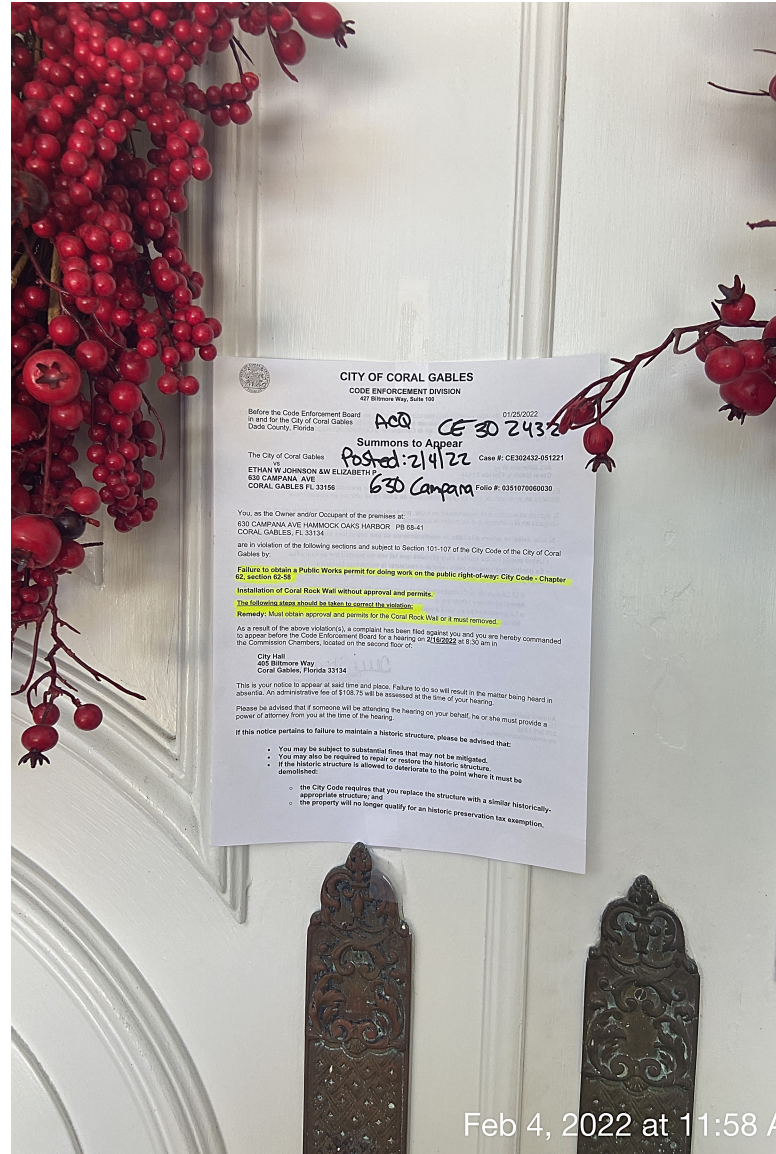 CITY OF CORAL GABLES
CODE ENFORCEMENT DIVISION
427 Biltmore Way, Suite 100
Before the Code Enforcement Board
in and for the City of Coral Gables
Dade County, Florida
01/25/2022
ACQ CE 30 2432
Summons to Appear
The City of Coral Gables
vs
Posted: 2/4/22
Case #: CE302432-051221
ETHAN W JOHNSON &W ELIZABETH P
630 CAMPANA AVE
CORAL GABLES FL 33156
630 Campana
Folio #: 0351070060030
You, as the Owner and/or Occupant of the premises at:
630 CAMPANA AVE HAMMOCK OAKS HARBOR PB 68-41
CORAL GABLES, FL 33134
are in violation of the following sections and subject to Section 101-107 of the City Code of the City of Coral
Gables by:
Failure to obtain a Public Works permit for doing work on the public right-of-way: City Code - Chapter
62, section 62-58
Installation of Coral Rock Wall without approval and permits.
The following steps should be taken to correct the violation:
Remedy: Must obtain approval and permits for the Coral Rock Wall or it must removed.
As a result of the above violation(s), a complaint has been filed against you and you are hereby commanded
to appear before the Code Enforcement Board for a hearing on 2/16/2022 at 8:30 am in
the Commission Chambers, located on the second floor of:
City Hall
405 Biltmore Way
Coral Gables, Florida 33134
This is your notice to appear at said time and place. Failure to do so will result in the matter being heard in
absentia. An administrative fee of $108.75 will be assessed at the time of your hearing.
Please be advised that if someone will be attending the hearing on your behalf, he or she must provide a
power of attorney from you at the time of the hearing.
If this notice pertains to failure to maintain a historic structure, please be advised that:
• You may be subject to substantial fines that may not be mitigated.
• You may also be required to repair or restore the historic structure.
• If the historic structure is allowed to deteriorate to the point where it must be
demolished:
o the City Code requires that you replace the structure with a similar historically-
appropriate structure; and
o the property will no longer qualify for an historic preservation tax exemption.
Feb 4, 2022 at 11:58 A